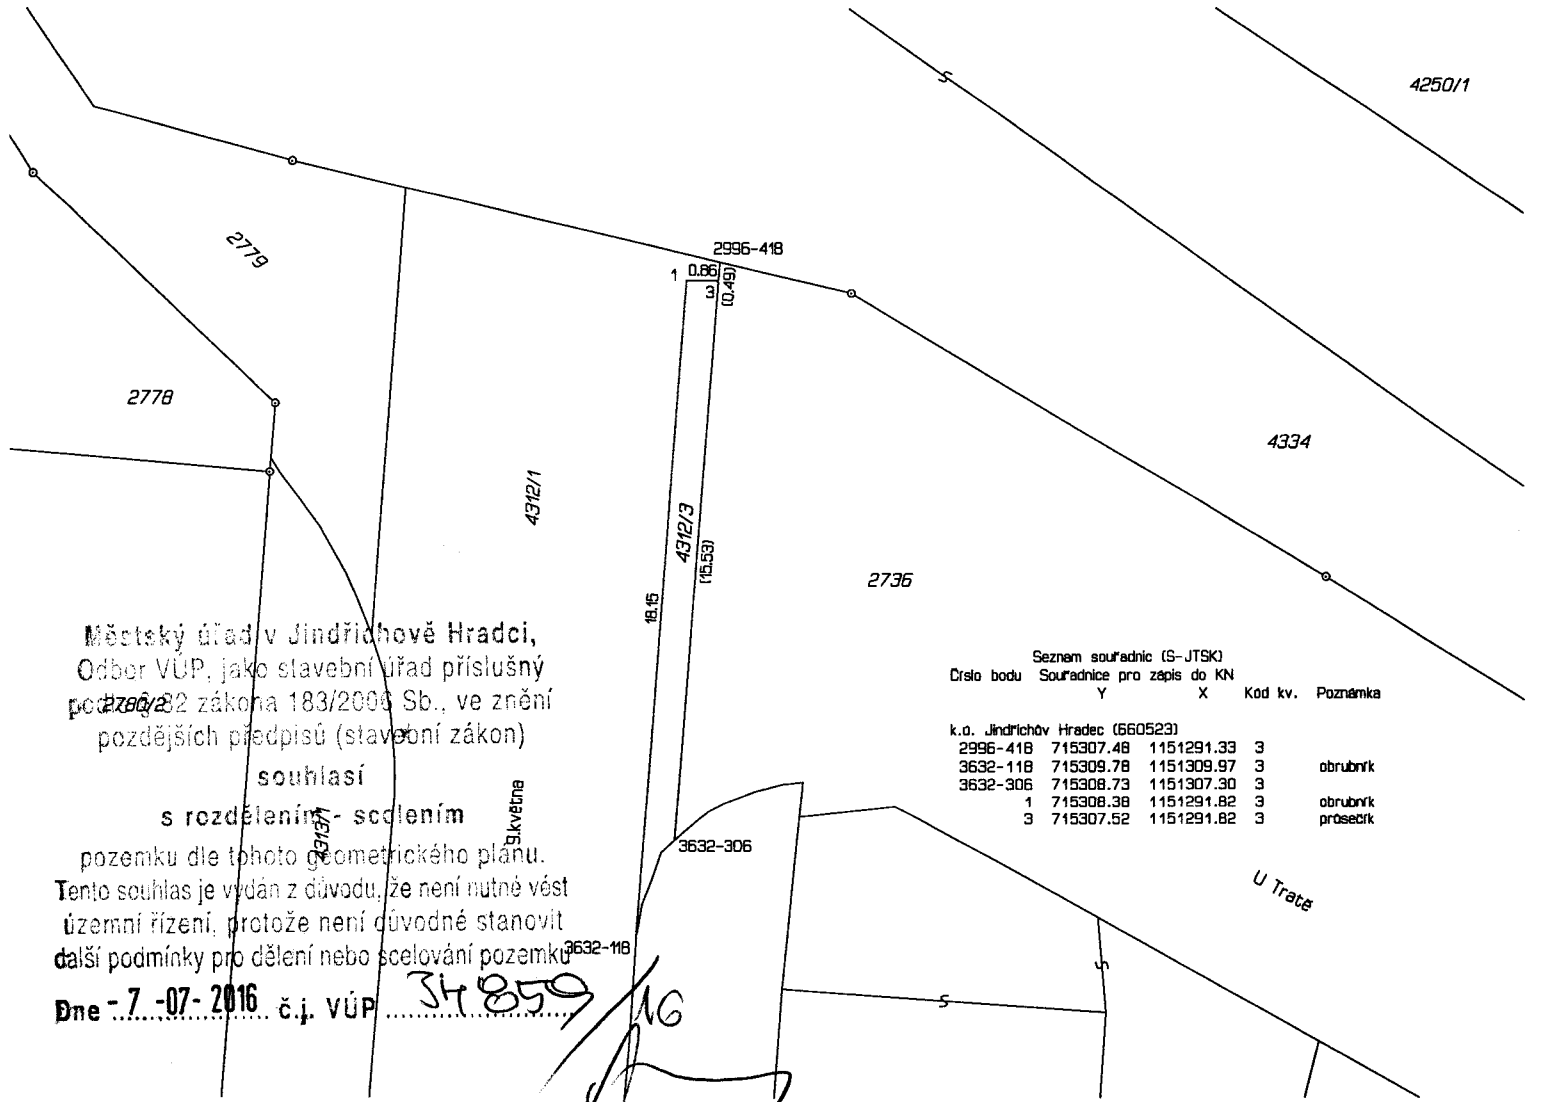 4250/1
2779
2996-418
1 0.86
3
(0.49)
2778
4334
4312/1
4312/3
(15.53)
18.15
2736
Městský úřad v Jindřichově Hradci,
Odbor VÚP, jako stavební úřad příslušný
podle § 82 zákona 183/2006 Sb., ve znění
2780/2
pozdějších předpisů (stavební zákon)
souhlasí
s rozdělením - scelením
pozemku dle tohoto geometrického plánu.
Tento souhlas je vydán z důvodu, že není nutné vést
územní řízení, protože není důvodné stanovit
další podmínky pro dělení nebo scelování pozemku
Dne - 7 -07- 2016 č.j. VÚP 34859/16
4313/1
9.května
3632-306
3632-118
Seznam souřadnic (S-JTSK)
Číslo bodu Souřadnice pro zápis do KN
Y X Kód kv. Poznámka
k.ú. Jindřichův Hradec (660523)
2996-418 715307.48 1151291.33 3
3632-118 715309.78 1151309.97 3 obrubník
3632-306 715308.73 1151307.30 3
1 715308.38 1151291.82 3 obrubník
3 715307.52 1151291.82 3 průsečík
U Tratě